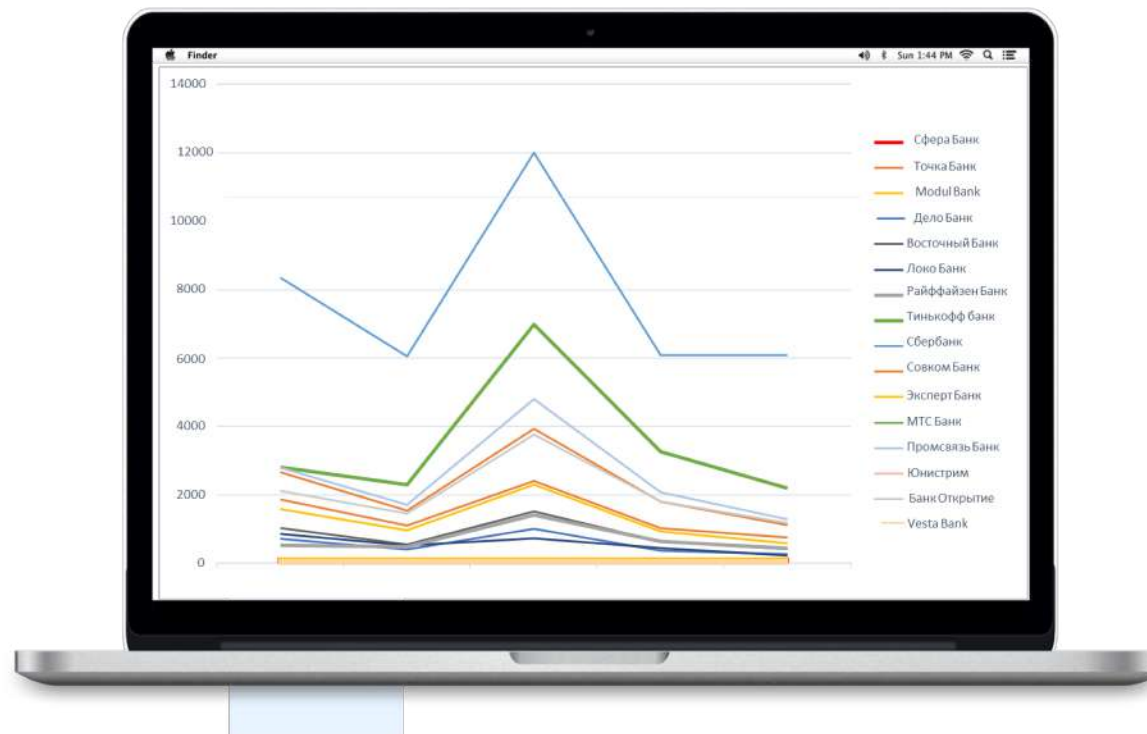 Finder
Sun 1:44 PM
14000
12000
10000
8000
6000
4000
2000
0
Сфера Банк
Точка Банк
Modul Bank
Дело Банк
Восточный Банк
Локо Банк
Райффайзен Банк
Тинькофф банк
Сбербанк
Совком Банк
Эксперт Банк
МТС Банк
Промсвязь Банк
Юнистрим
Банк Открытие
Vesta Bank